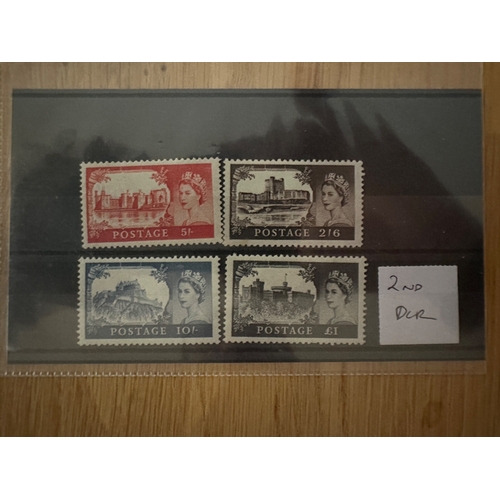 POSTAGE 5/-
POSTAGE 2/6
POSTAGE 10/-
POSTAGE £1
2ND
DLR